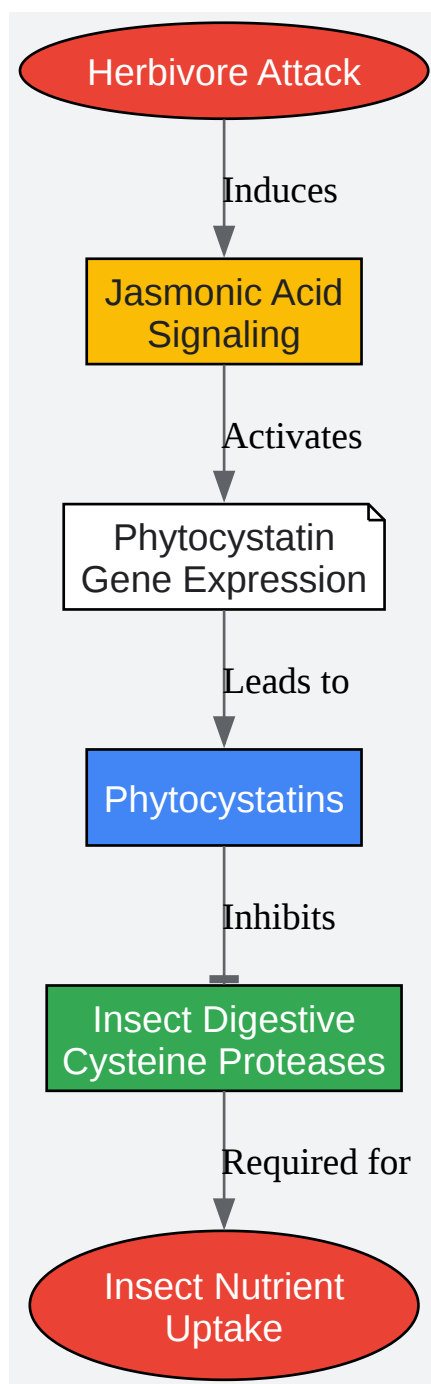 Herbivore Attack
Induces
Jasmonic Acid
Signaling
Activates
Phytocystatin
Gene Expression
Leads to
Phytocystatins
Inhibits
Insect Digestive
Cysteine Proteases
Required for
Insect Nutrient
Uptake